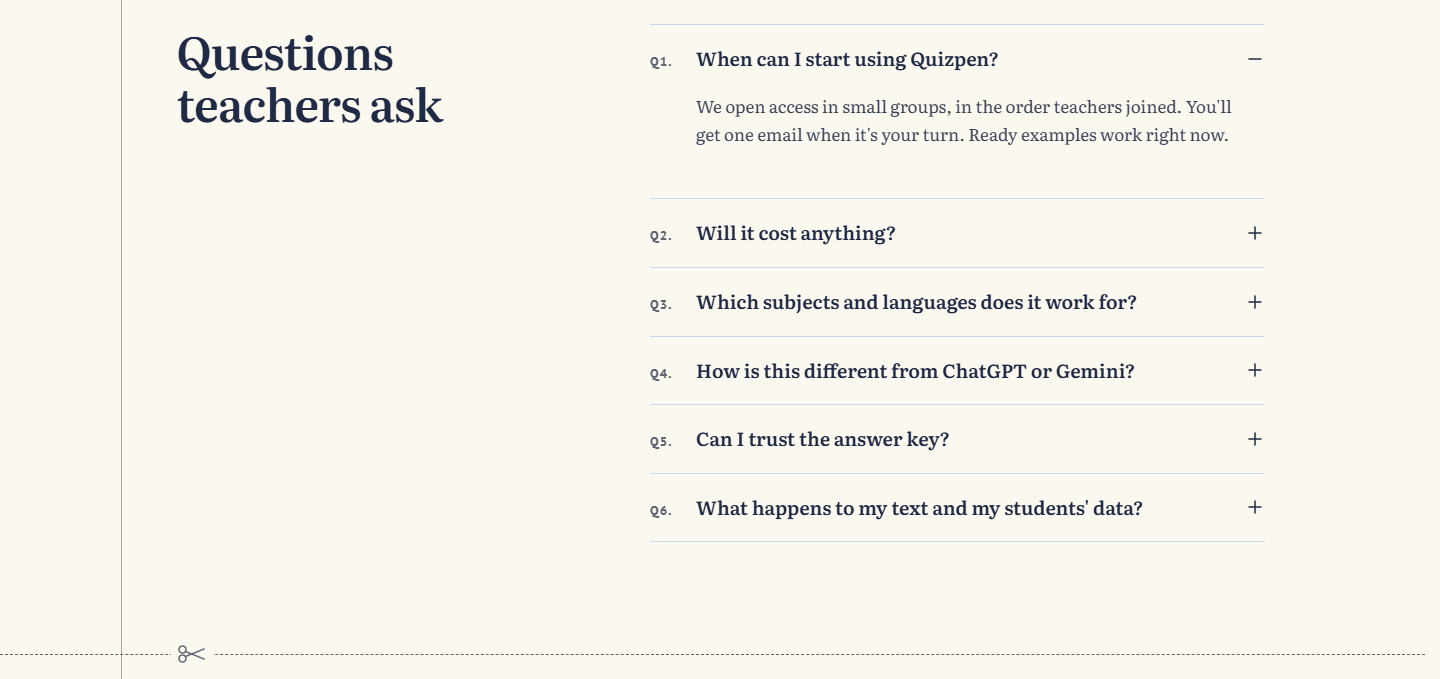 Questions
teachers ask
Q1. When can I start using Quizpen?
We open access in small groups, in the order teachers joined. You'll
get one email when it's your turn. Ready examples work right now.
Q2. Will it cost anything?
Q3. Which subjects and languages does it work for?
Q4. How is this different from ChatGPT or Gemini?
Q5. Can I trust the answer key?
Q6. What happens to my text and my students' data?